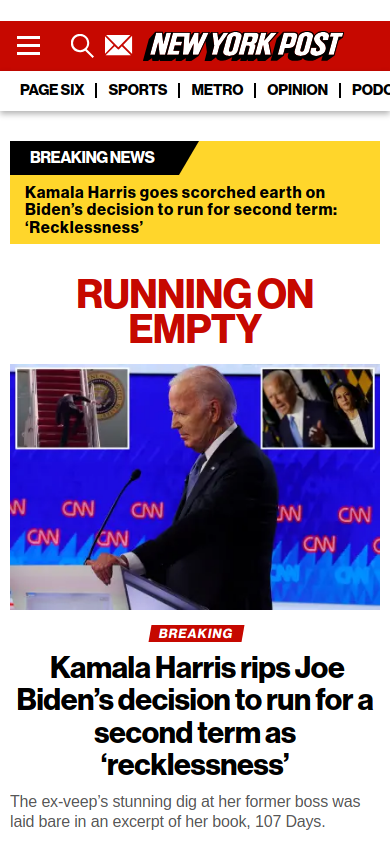 NEW YORK POST
PAGE SIX
SPORTS
METRO
OPINION
PODC
BREAKING NEWS
Kamala Harris goes scorched earth on
Biden’s decision to run for second term:
‘Recklessness’
RUNNING ON
EMPTY
CNN CNN CNN CNN
CNN CNN CNN
BREAKING
Kamala Harris rips Joe
Biden’s decision to run for a
second term as
‘recklessness’
The ex-veep’s stunning dig at her former boss was
laid bare in an excerpt of her book, 107 Days.